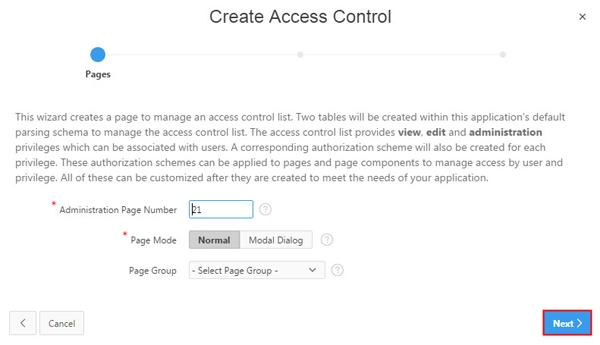 Create Access Control
Pages
This wizard creates a page to manage an access control list. Two tables will be created within this application's default
parsing schema to manage the access control list. The access control list provides view, edit and administration
privileges which can be associated with users. A corresponding authorization scheme will also be created for each
privilege. These authorization schemes can be applied to pages and page components to manage access by user and
privilege. All of these can be customized after they are created to meet the needs of your application.
* Administration Page Number 21 ?
* Page Mode Normal Modal Dialog ?
Page Group - Select Page Group - ?
Cancel Next